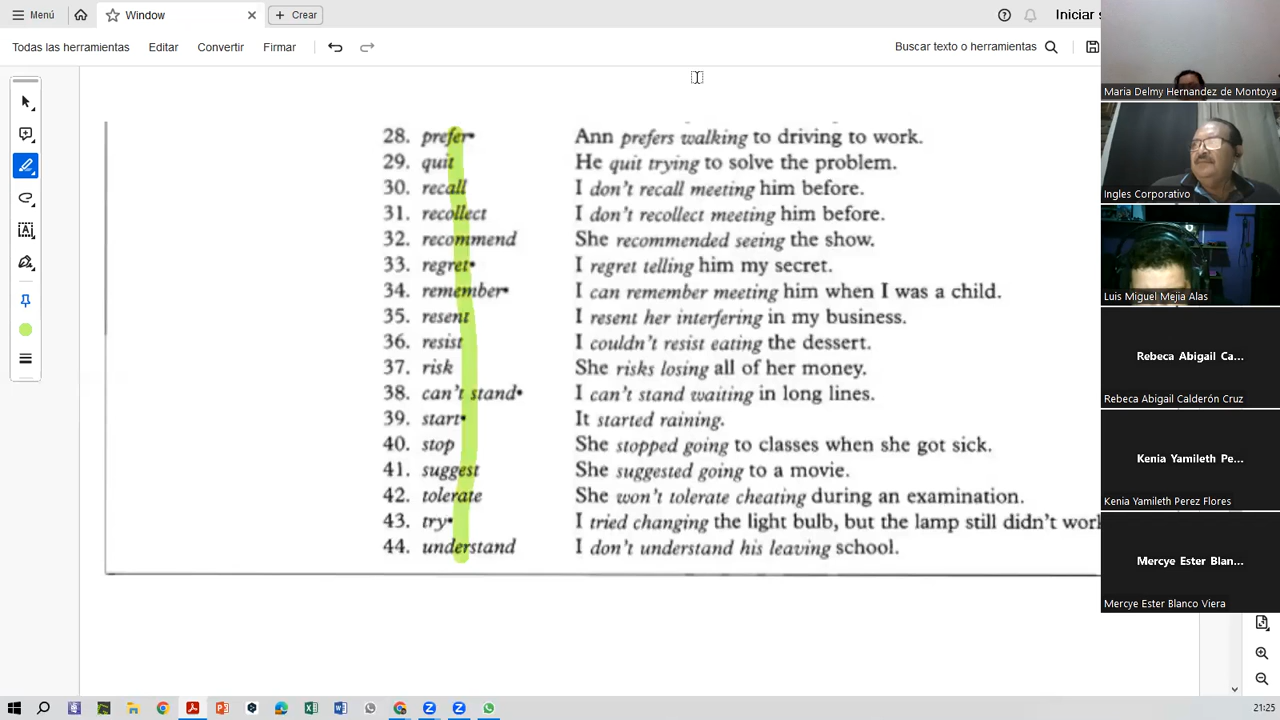 Menú
Window
Crear
Iniciar s
Todas las herramientas
Editar
Convertir
Firmar
Buscar texto o herramientas
28. prefer• Ann prefers walking to driving to work.
29. quit He quit trying to solve the problem.
30. recall I don't recall meeting him before.
31. recollect I don't recollect meeting him before.
32. recommend She recommended seeing the show.
33. regret• I regret telling him my secret.
34. remember• I can remember meeting him when I was a child.
35. resent I resent her interfering in my business.
36. resist I couldn't resist eating the dessert.
37. risk She risks losing all of her money.
38. can't stand• I can't stand waiting in long lines.
39. start• It started raining.
40. stop She stopped going to classes when she got sick.
41. suggest She suggested going to a movie.
42. tolerate She won't tolerate cheating during an examination.
43. try• I tried changing the light bulb, but the lamp still didn't work
44. understand I don't understand his leaving school.
Maria Delmy Hernandez de Montoya
Ingles Corporativo
Luis Miguel Mejia Alas
Rebeca Abigail Ca...
Rebeca Abigail Calderón Cruz
Kenia Yamileth Pe...
Kenia Yamileth Perez Flores
Mercye Ester Blan...
Mercye Ester Blanco Viera
21:25